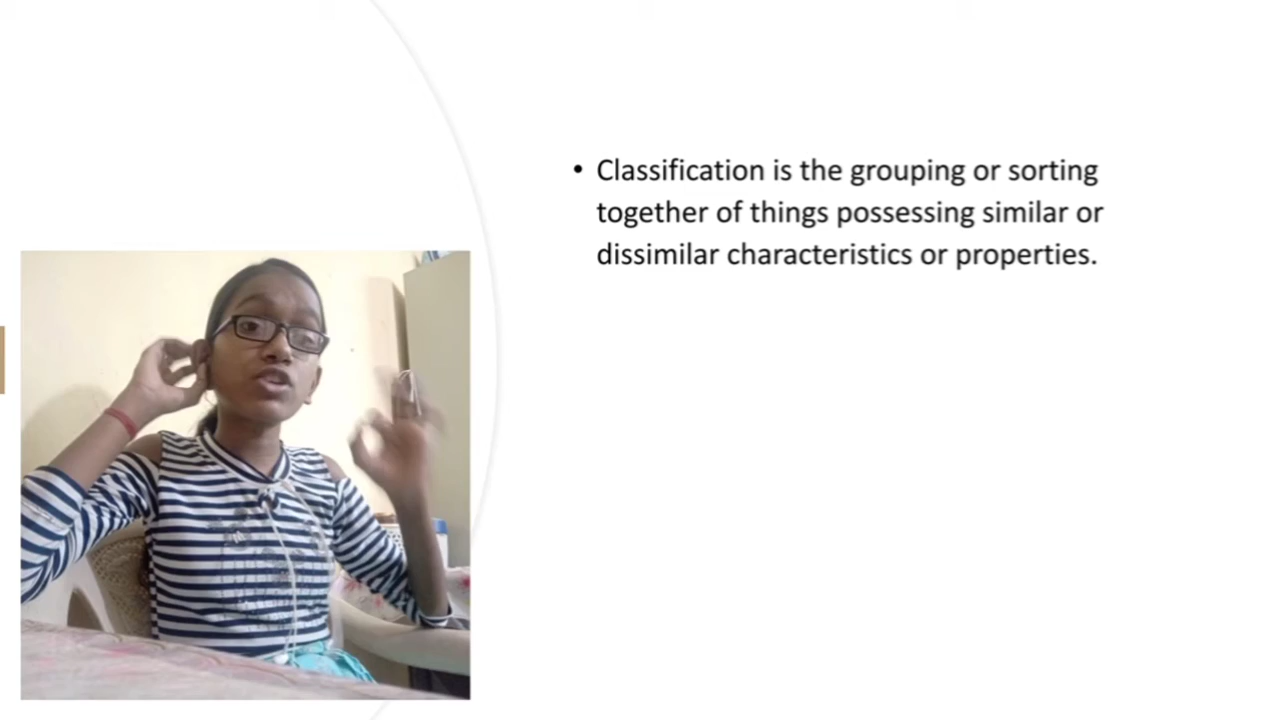 • Classification is the grouping or sorting
together of things possessing similar or
dissimilar characteristics or properties.